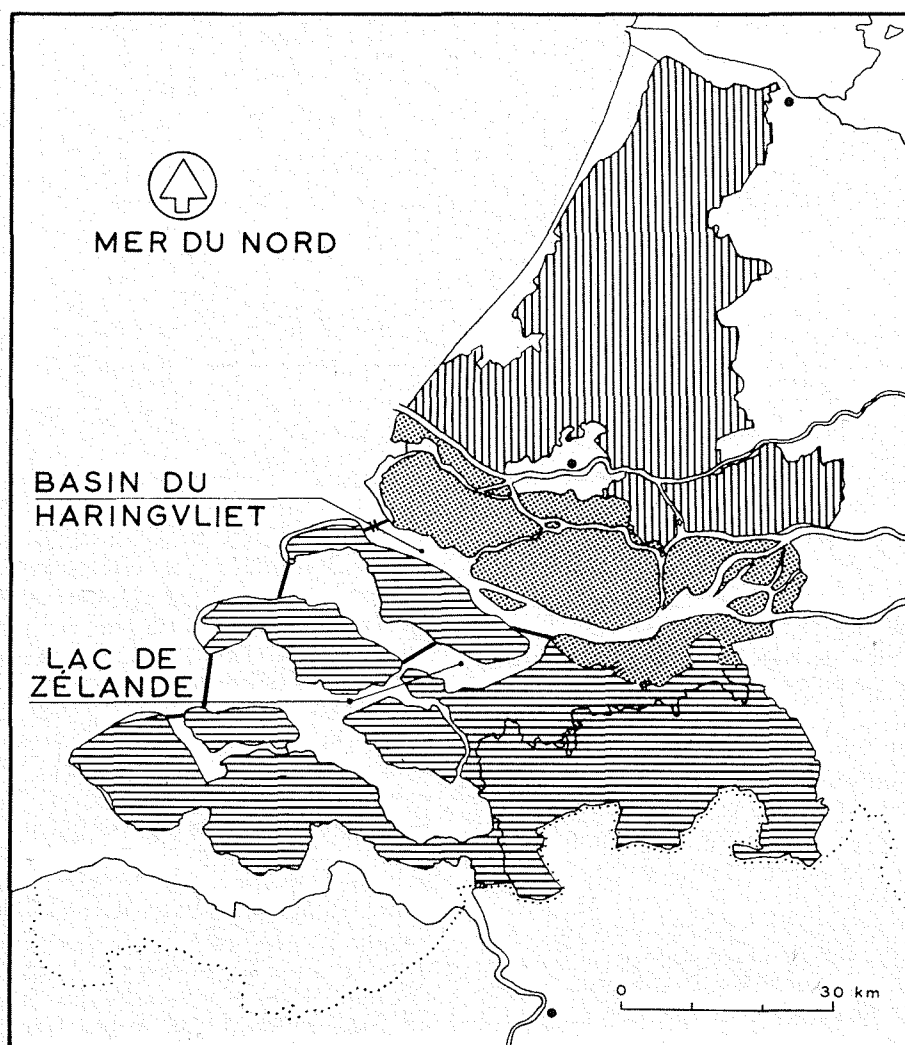 MER DU NORD
BASIN DU
HARINGVLIET
LAC DE
ZÉLANDE
0 30 km